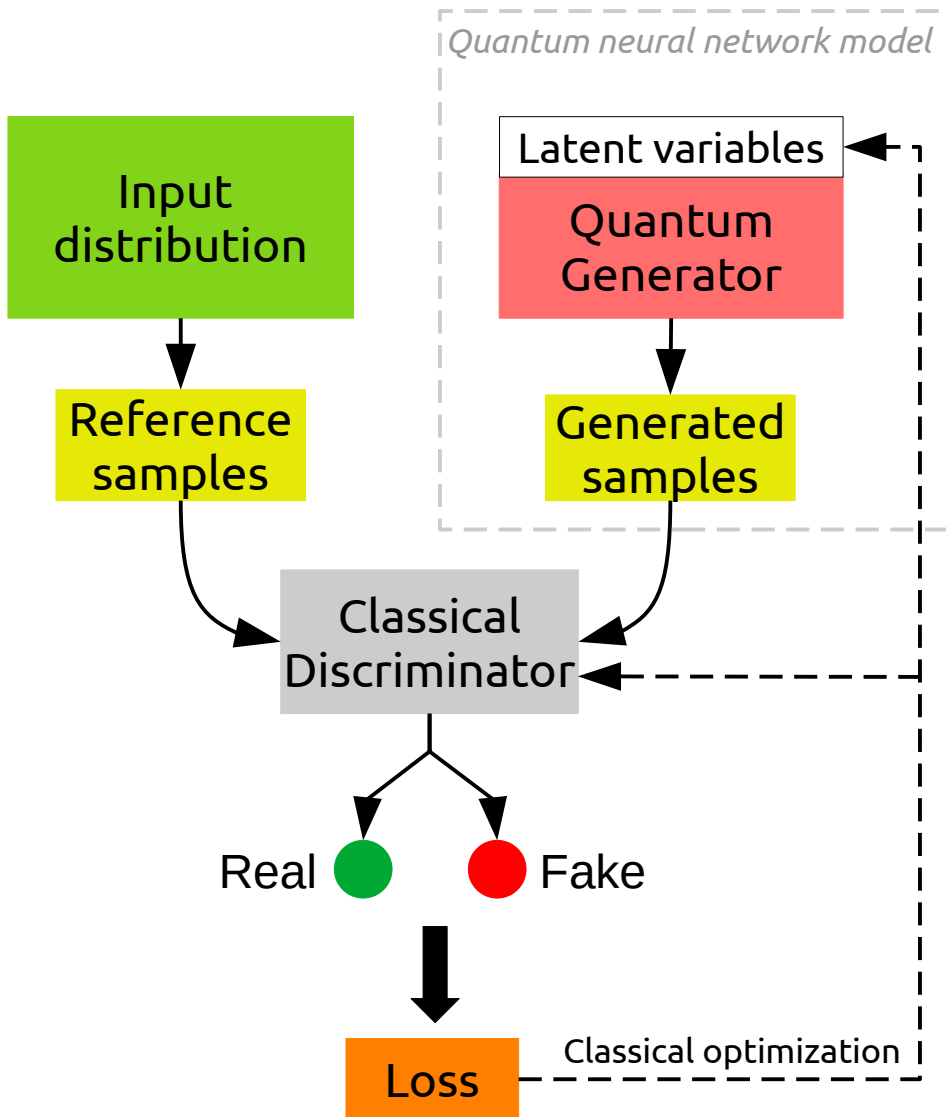 Quantum neural network model
Latent variables
Input
distribution
Quantum
Generator
Reference
samples
Generated
samples
Classical
Discriminator
Real
Fake
Classical optimization
Loss